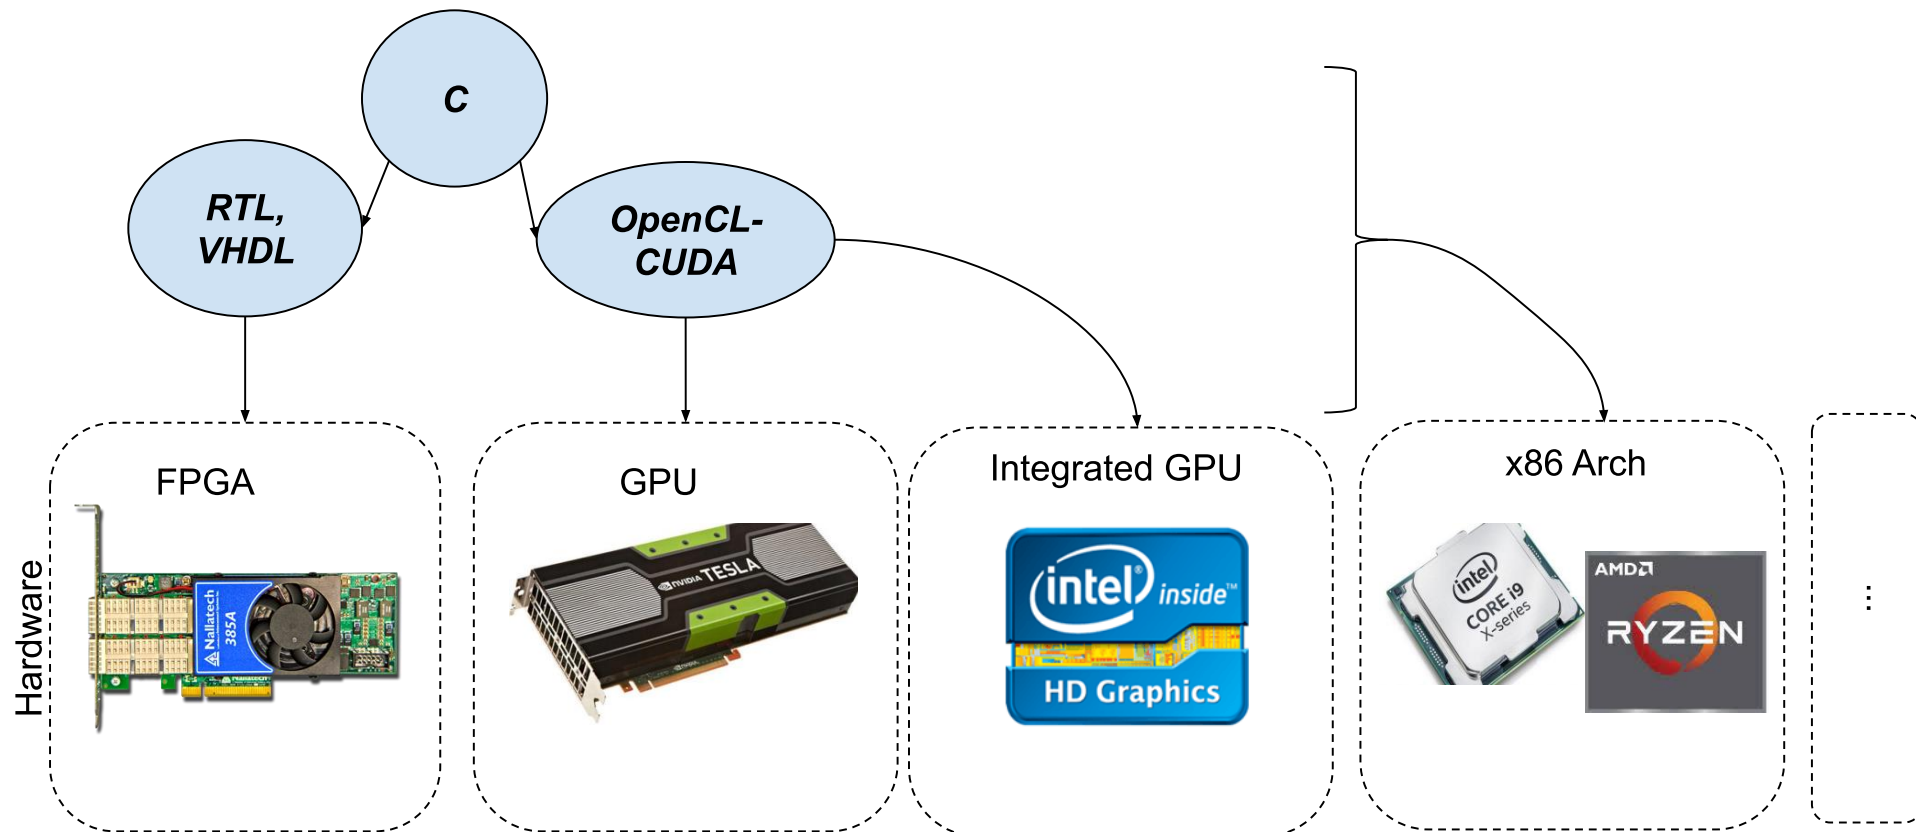 C
RTL,
VHDL
OpenCL-
CUDA
Hardware
FPGA
Nallatech
385A
GPU
NVIDIA TESLA
Integrated GPU
intel® inside™
HD Graphics
x86 Arch
intel
CORE i9
X-series
AMD
RYZEN
...